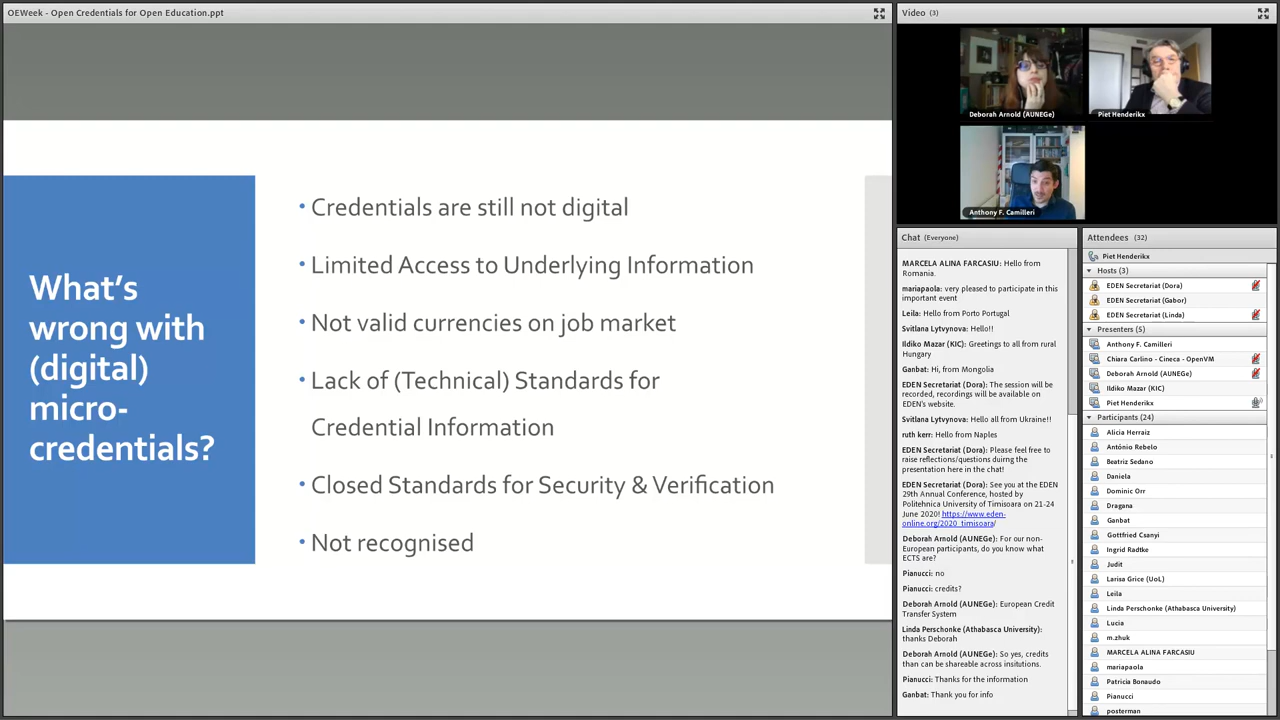 OEWeek - Open Credentials for Open Education.ppt
What's
wrong with
(digital)
micro-
credentials?
• Credentials are still not digital
• Limited Access to Underlying Information
• Not valid currencies on job market
• Lack of (Technical) Standards for
Credential Information
• Closed Standards for Security & Verification
• Not recognised
Video (3)
Deborah Arnold (AUNEGe)
Piet Henderikx
Anthony F. Camilleri
Chat (Everyone)
MARCELA ALINA FARCASIU: Hello from
Romania.
mariapaola: very pleased to participate in this
important event
Leila: Hello from Porto Portugal
Svitlana Lytvynova: Hello!!
Ildiko Mazar (KIC): Greetings to all from rural
Hungary
Ganbat: Hi, from Mongolia
EDEN Secretariat (Dora): The session will be
recorded, recordings will be available on
EDEN's website.
Svitlana Lytvynova: Hello all from Ukraine!!
ruth kerr: Hello from Naples
EDEN Secretariat (Dora): Please feel free to
raise reflections/questions duirng the
presentation here in the chat!
EDEN Secretariat (Dora): See you at the EDEN
29th Annual Conference, hosted by
Politehnica University of Timisoara on 21-24
June 2020! https://www.eden-
online.org/2020_timisoara/
Deborah Arnold (AUNEGe): For our non-
European participants, do you know what
ECTS are?
Pianucci: no
Pianucci: credits?
Deborah Arnold (AUNEGe): European Credit
Transfer System
Linda Perschonke (Athabasca University):
thanks Deborah
Deborah Arnold (AUNEGe): So yes, credits
than can be shareable across insitutions.
Pianucci: Thanks for the information
Ganbat: Thank you for info
Attendees (32)
Piet Henderikx
Hosts (3)
EDEN Secretariat (Dora)
EDEN Secretariat (Gabor)
EDEN Secretariat (Linda)
Presenters (5)
Anthony F. Camilleri
Chiara Carlino - Cineca - OpenVM
Deborah Arnold (AUNEGe)
Ildiko Mazar (KIC)
Piet Henderikx
Participants (24)
Alicia Herraiz
António Rebelo
Beatriz Sedano
Daniela
Dominic Orr
Dragana
Ganbat
Gottfried Csanyi
Ingrid Radtke
Judit
Larisa Grice (UoL)
Leila
Linda Perschonke (Athabasca University)
Lucia
m.zhuk
MARCELA ALINA FARCASIU
mariapaola
Patricia Bonaudo
Pianucci
posterman